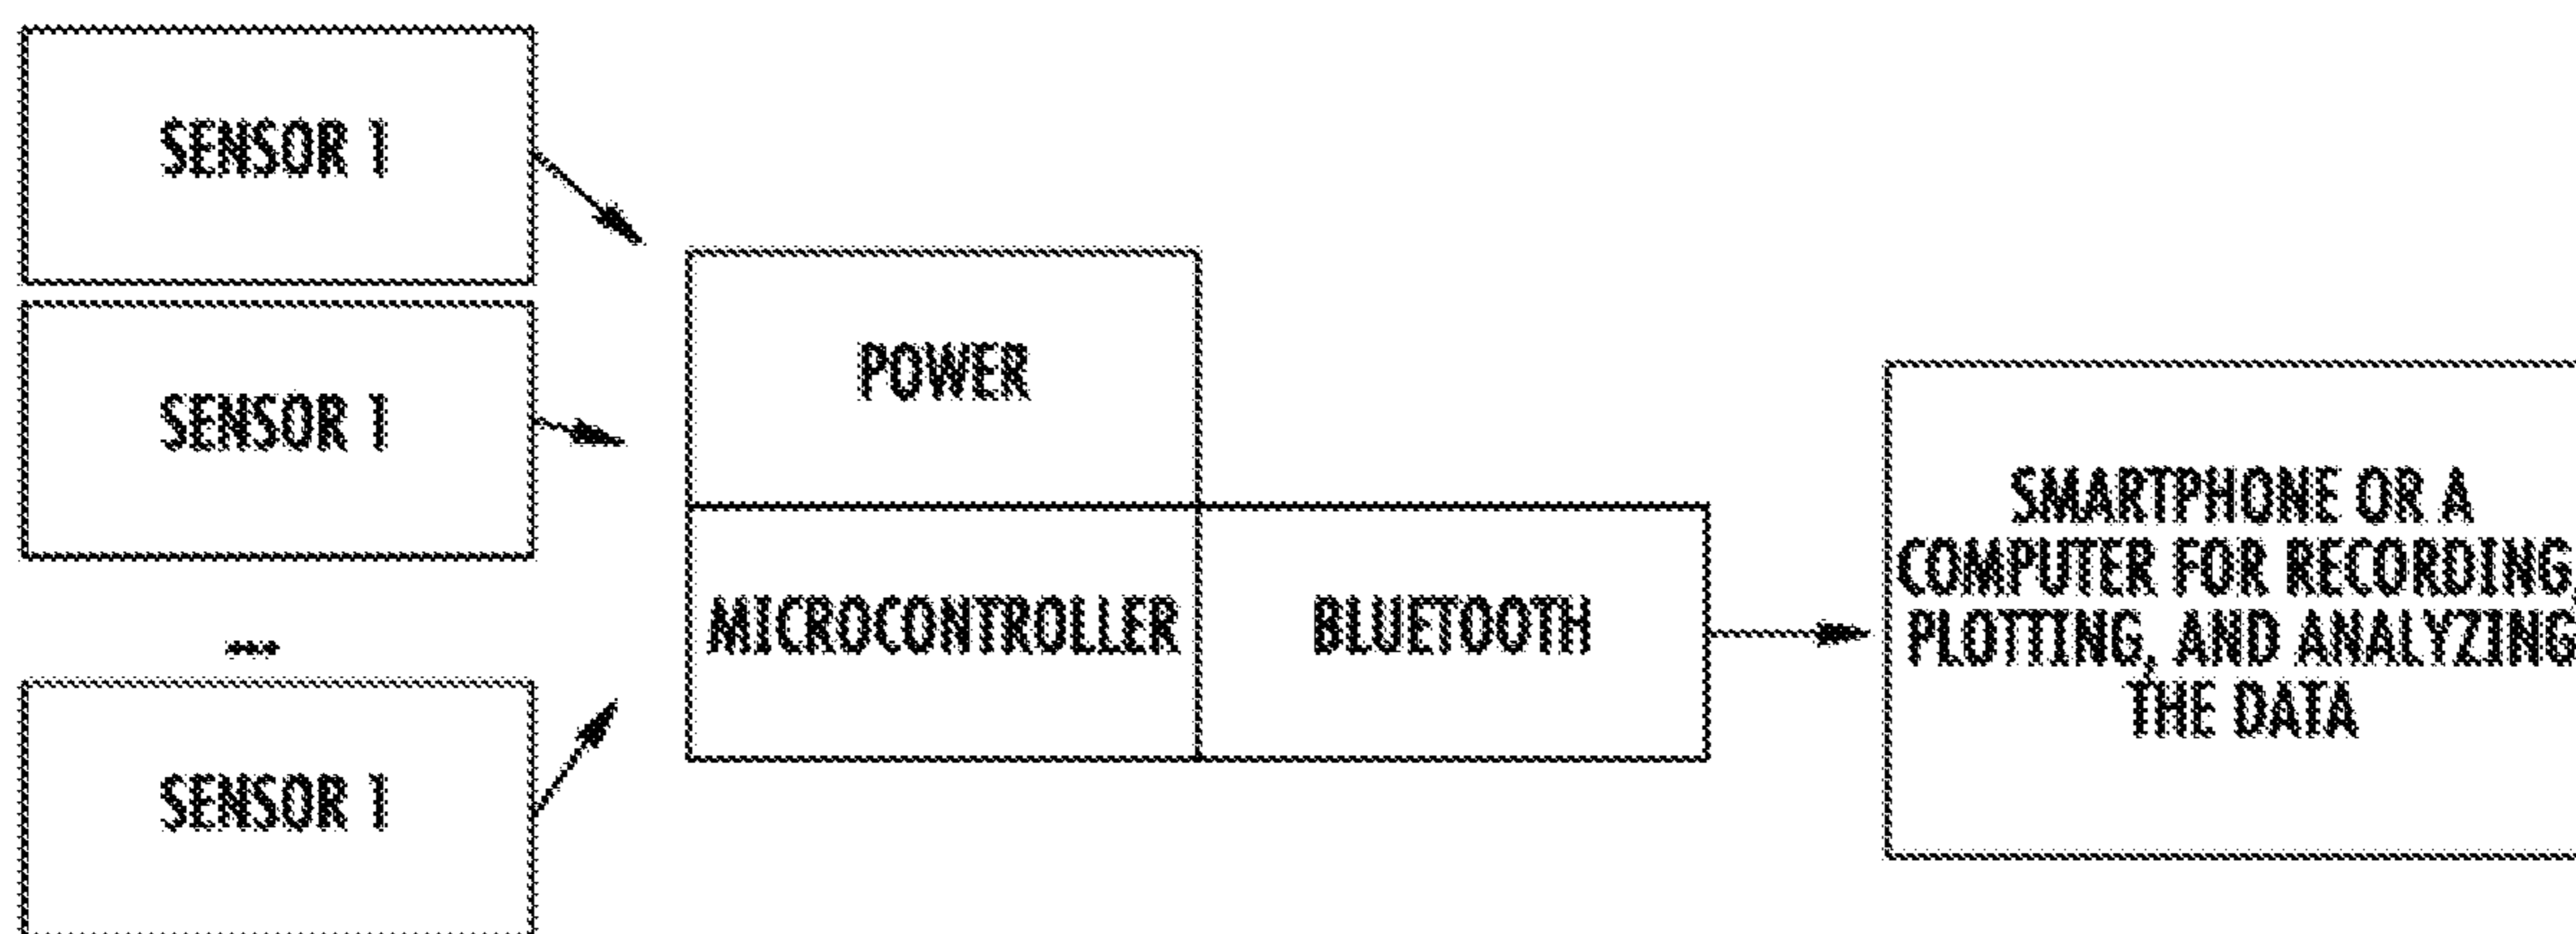 SENSOR 1
SENSOR 1
...
SENSOR 1
POWER
MICROCONTROLLER
BLUETOOTH
SMARTPHONE OR A
COMPUTER FOR RECORDING,
PLOTTING, AND ANALYZING
THE DATA